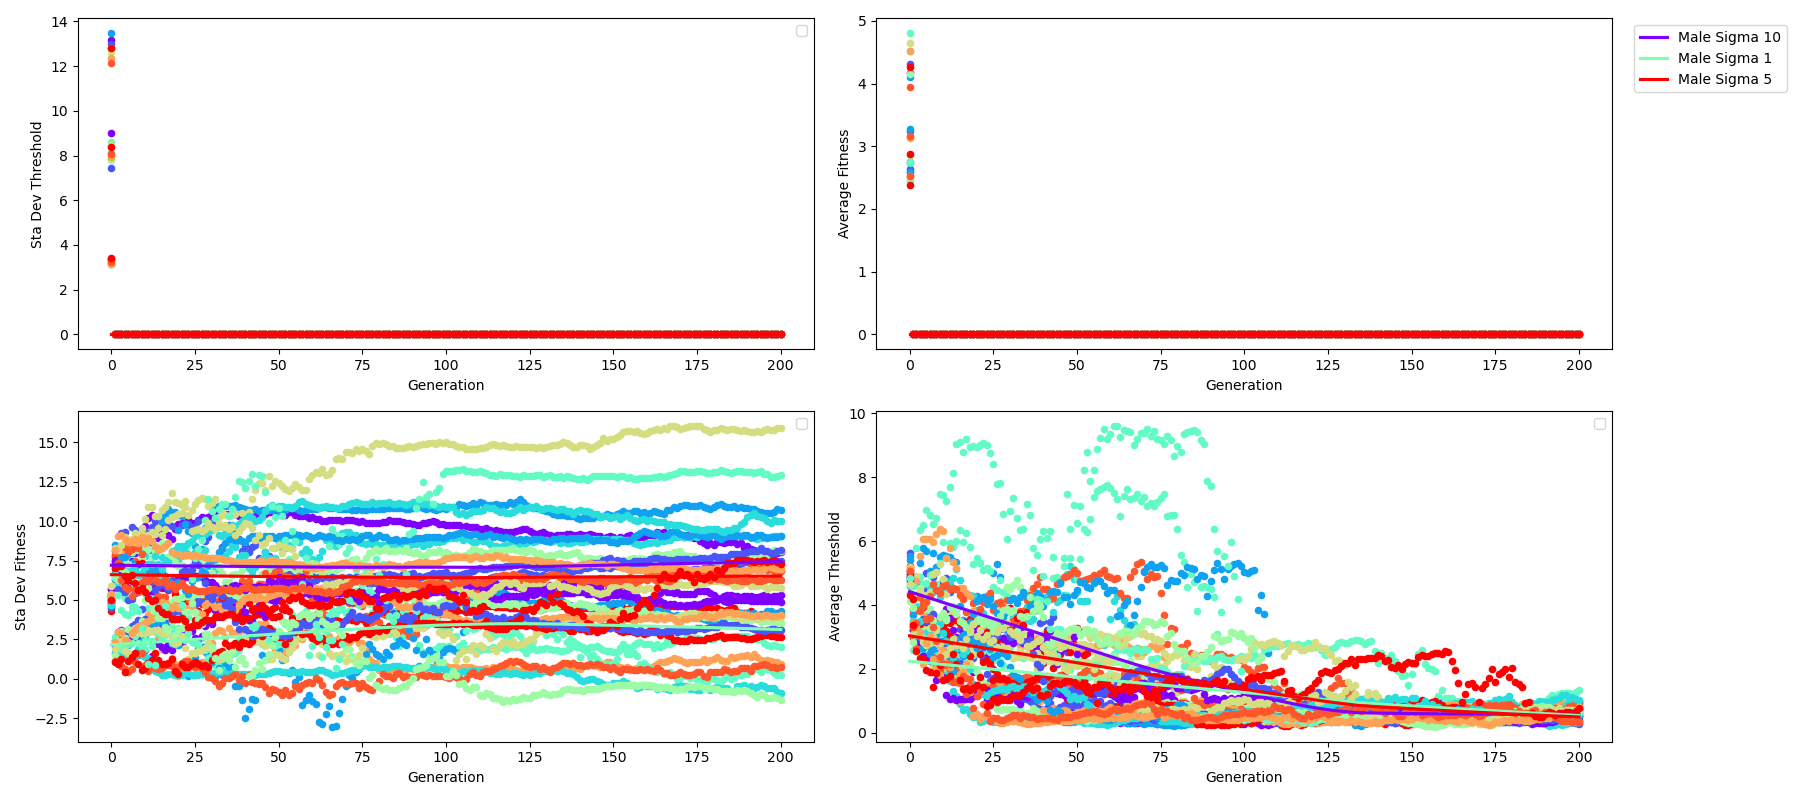 14
12
10
8
6
4
2
0
Sta Dev Threshold
0 25 50 75 100 125 150 175 200
Generation
5
4
3
2
1
0
Average Fitness
0 25 50 75 100 125 150 175 200
Generation
Male Sigma 10
Male Sigma 1
Male Sigma 5
15.0
12.5
10.0
7.5
5.0
2.5
0.0
−2.5
Sta Dev Fitness
0 25 50 75 100 125 150 175 200
Generation
10
8
6
4
2
0
Average Threshold
0 25 50 75 100 125 150 175 200
Generation